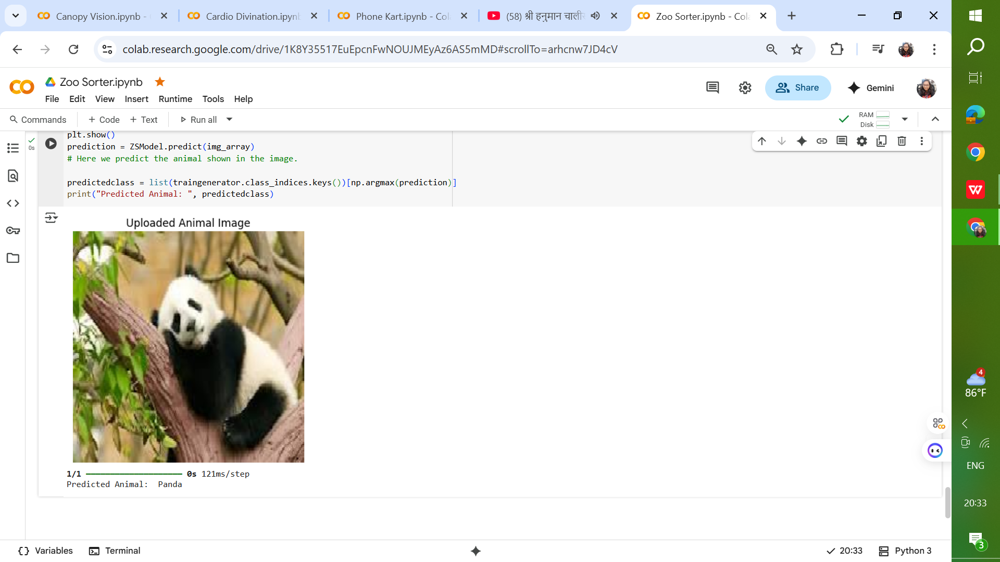 Canopy Vision.ipynb -
Cardio Divination.ipynb
Phone Kart.ipynb - Col
(58) श्री हनुमान चालीस
Zoo Sorter.ipynb - Col
colab.research.google.com/drive/1K8Y35517EuEpcnFwNOUJMEyAz6AS5mMD#scrollTo=arhcnw7JD4cV
Zoo Sorter.ipynb
File Edit View Insert Runtime Tools Help
Share
Gemini
Commands + Code + Text Run all
RAM
Disk
0s
plt.show()
prediction = ZSModel.predict(img_array)
# Here we predict the animal shown in the image.
predictedclass = list(traingenerator.class_indices.keys())[np.argmax(prediction)]
print("Predicted Animal: ", predictedclass)
Uploaded Animal Image
1/1 ━━━━━━━━━━━━━━━━━━━━ 0s 121ms/step
Predicted Animal:  Panda
Variables Terminal
20:33 Python 3
4
86°F
ENG
20:33
3